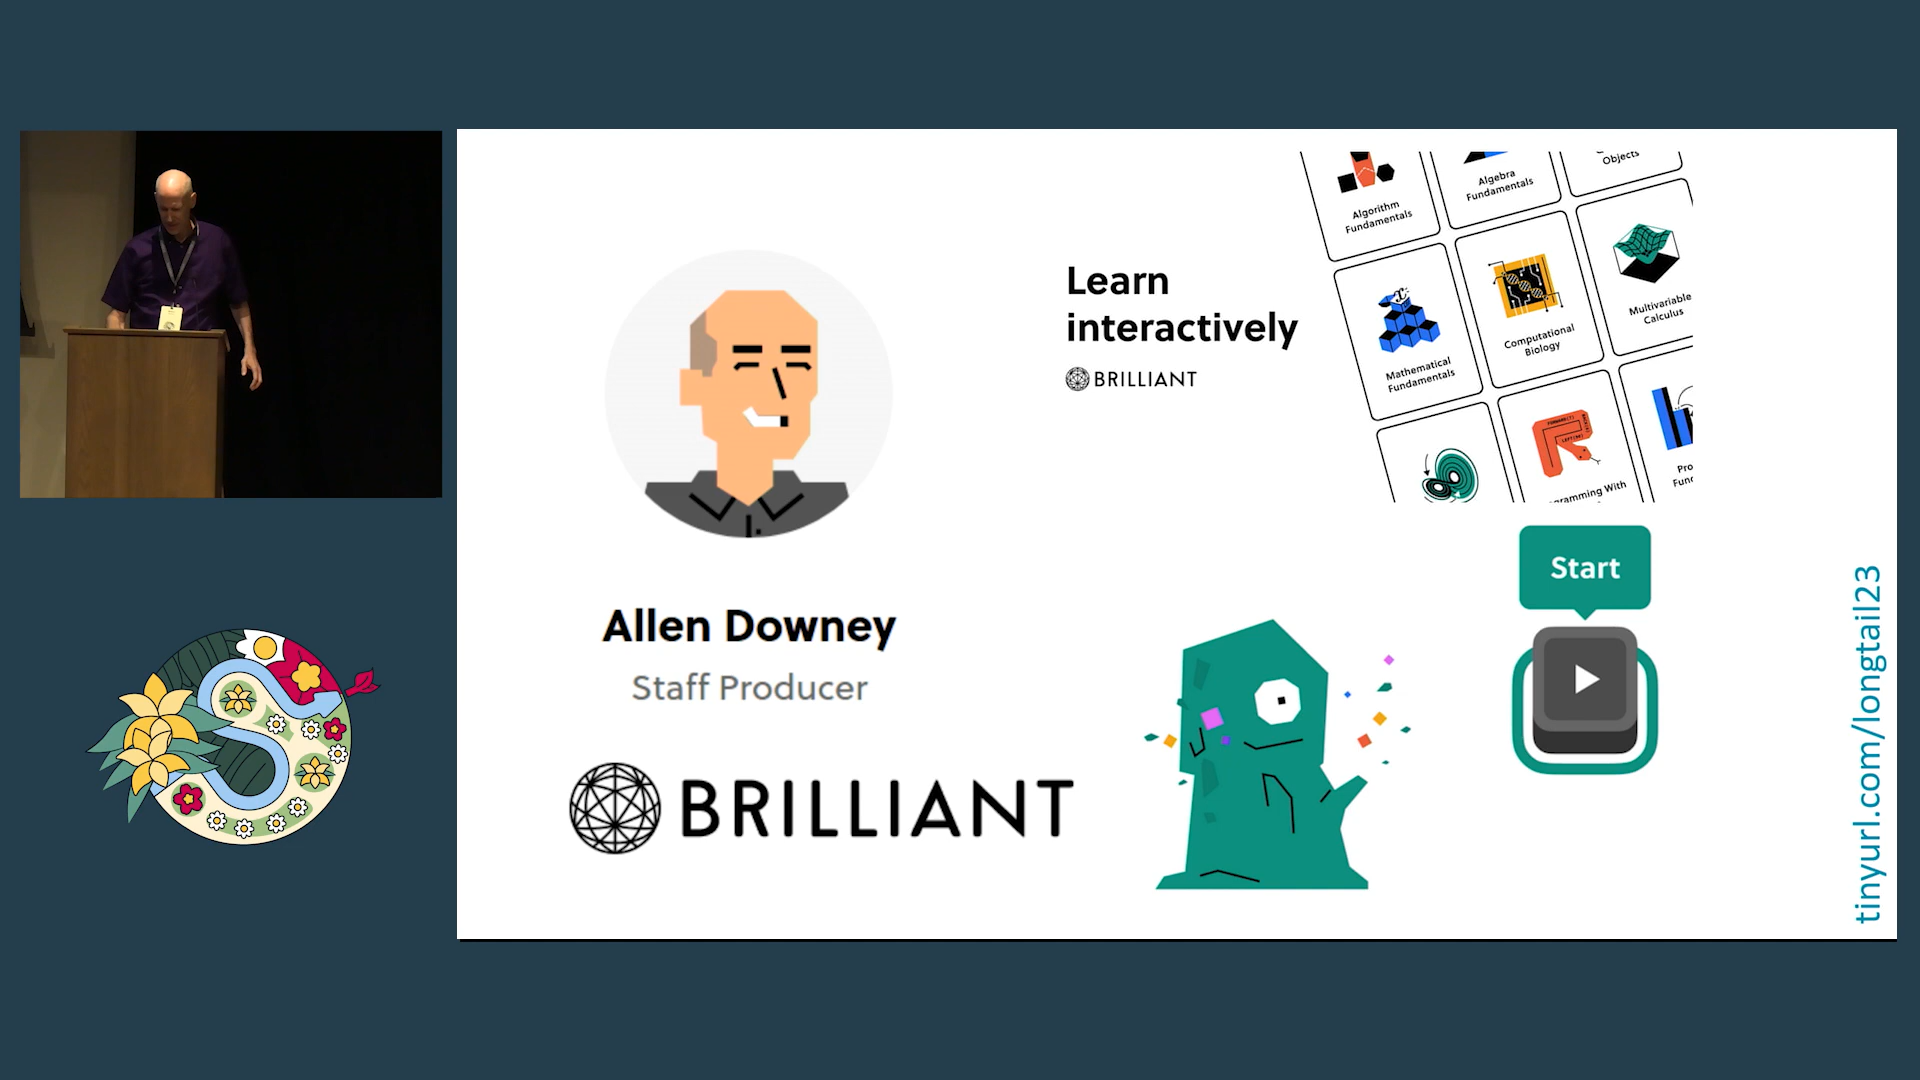 Allen Downey
Staff Producer
BRILLIANT
Learn
interactively
BRILLIANT
Algorithm
Fundamentals
Algebra
Fundamentals
Objects
Mathematical
Fundamentals
Computational
Biology
Multivariable
Calculus
With
Start
tinyurl.com/longtail23